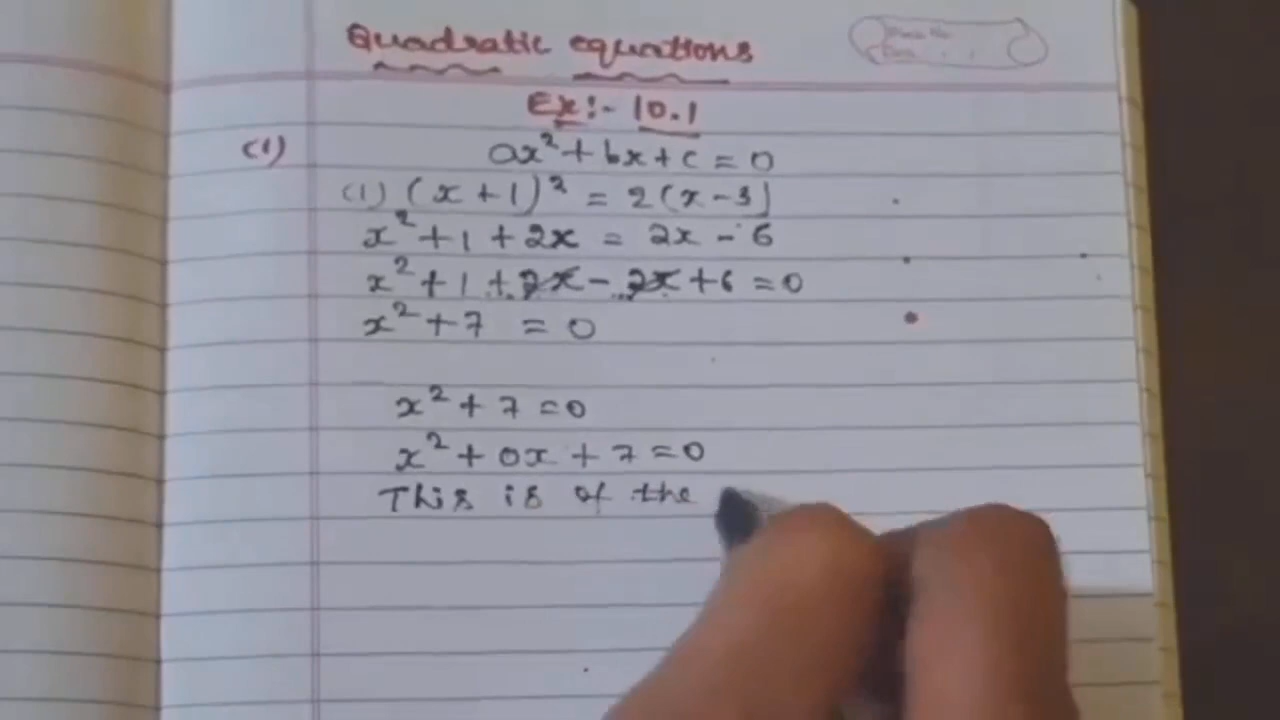 Quadratic equations
Ex:- 10.1
(1) ax² + bx + c = 0
(1) (x + 1)² = 2(x - 3)
x² + 1 + 2x = 2x - 6
x² + 1 + 2x - 2x + 6 = 0
x² + 7 = 0
x² + 7 = 0
x² + 0x + 7 = 0
This is of the